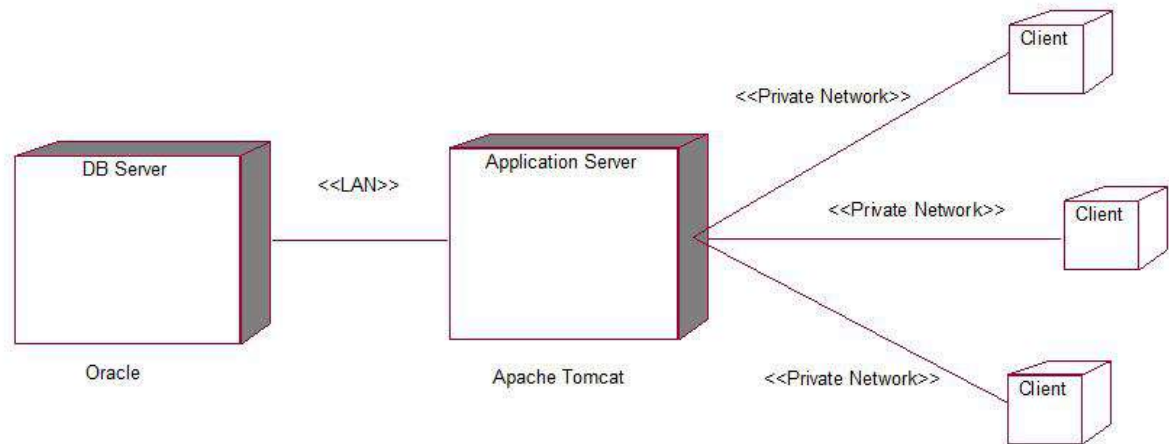 Client
<<Private Network>>
DB Server
Application Server
<<LAN>>
<<Private Network>>
Client
Oracle
Apache Tomcat
<<Private Network>>
Client